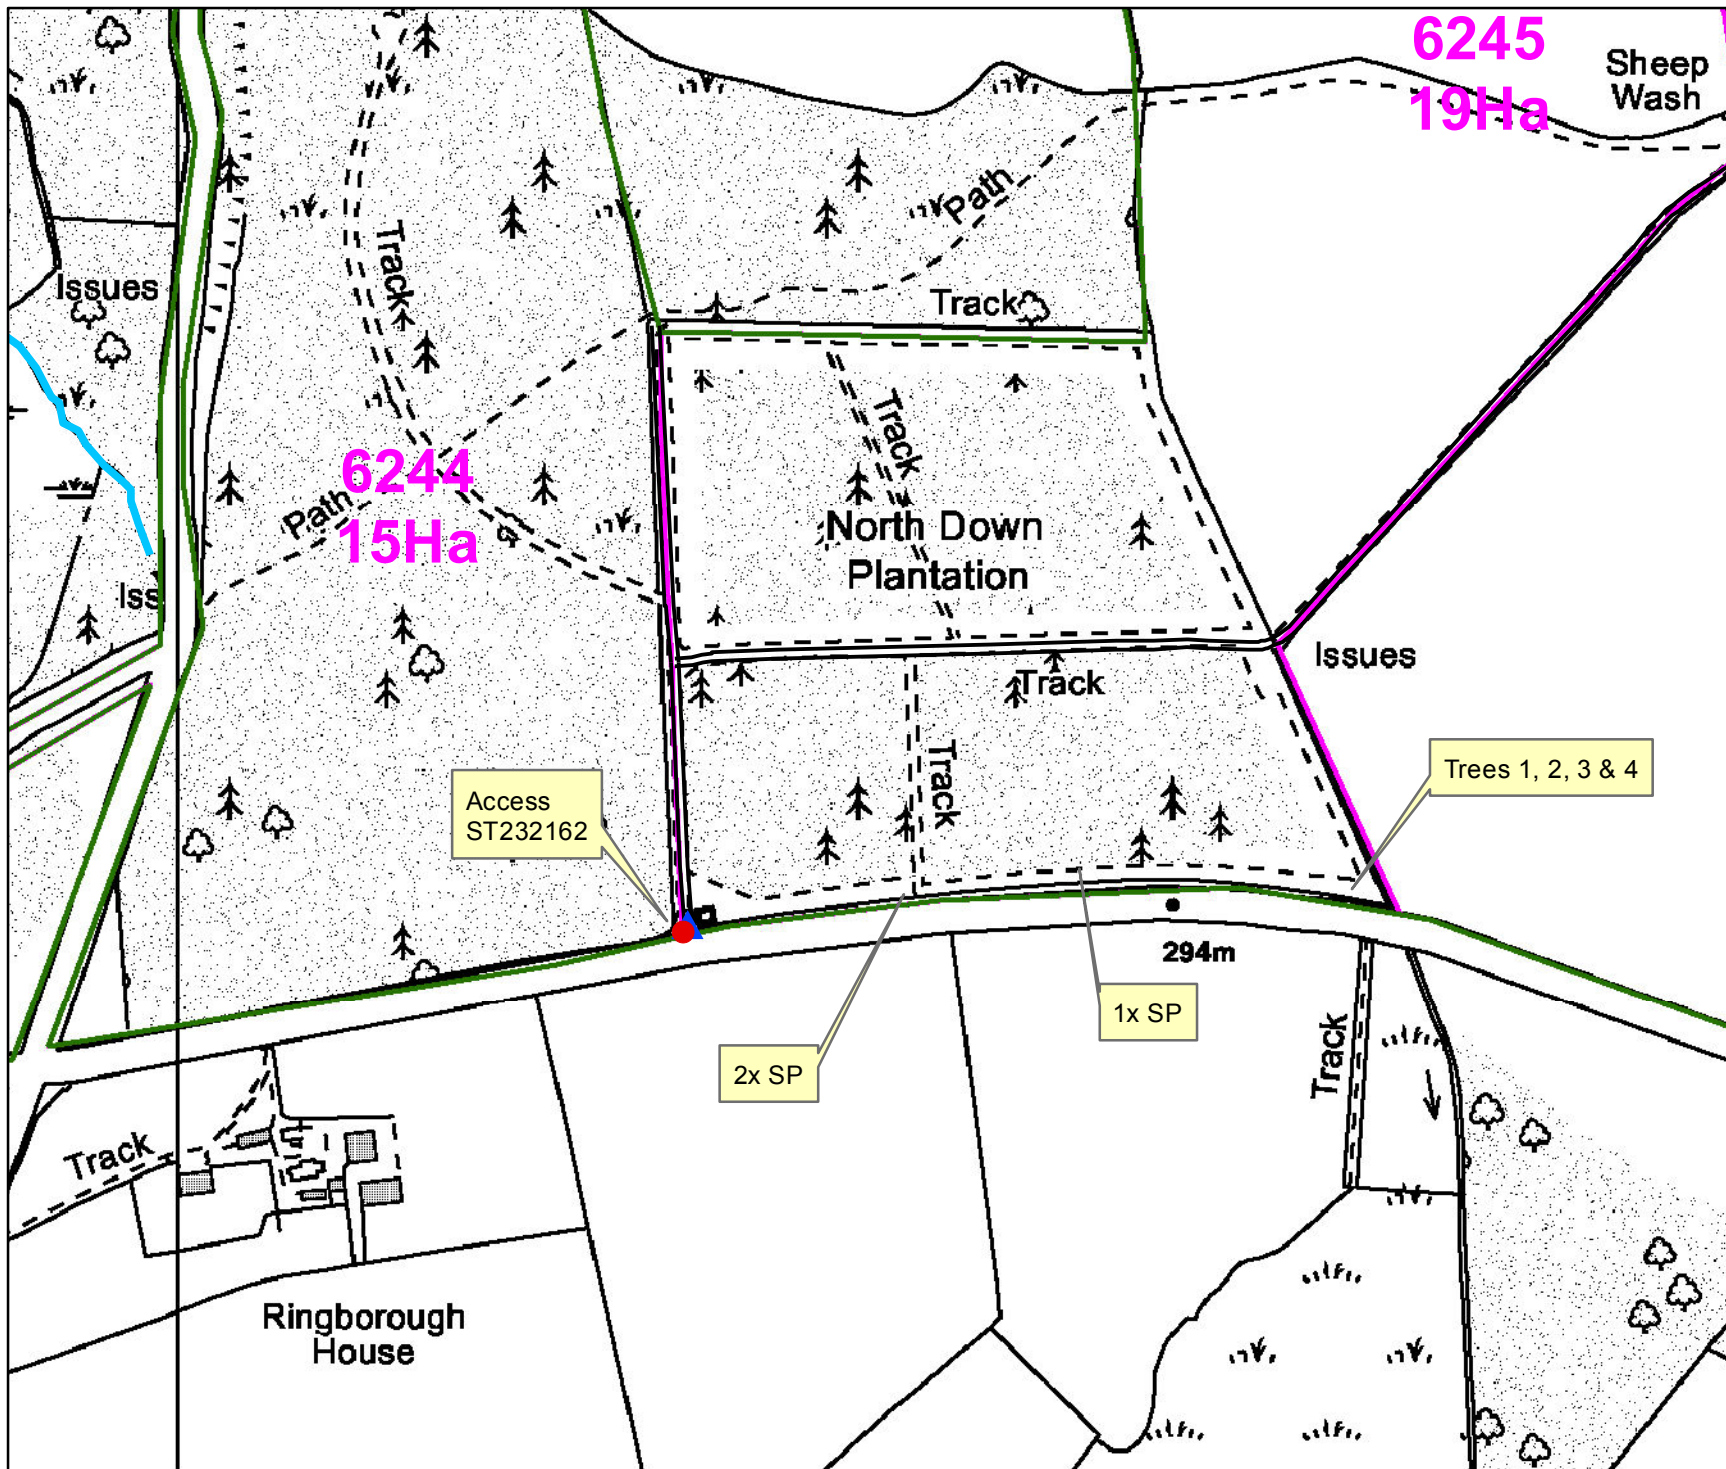 6245
19Ha
Sheep
Wash
Path
Track
Issues
Track
Track
6244
15Ha
Path
North Down
Plantation
Iss
Issues
Track
Track
Trees 1, 2, 3 & 4
Access
ST232162
294m
1x SP
2x SP
Track
Track
Ringborough
House